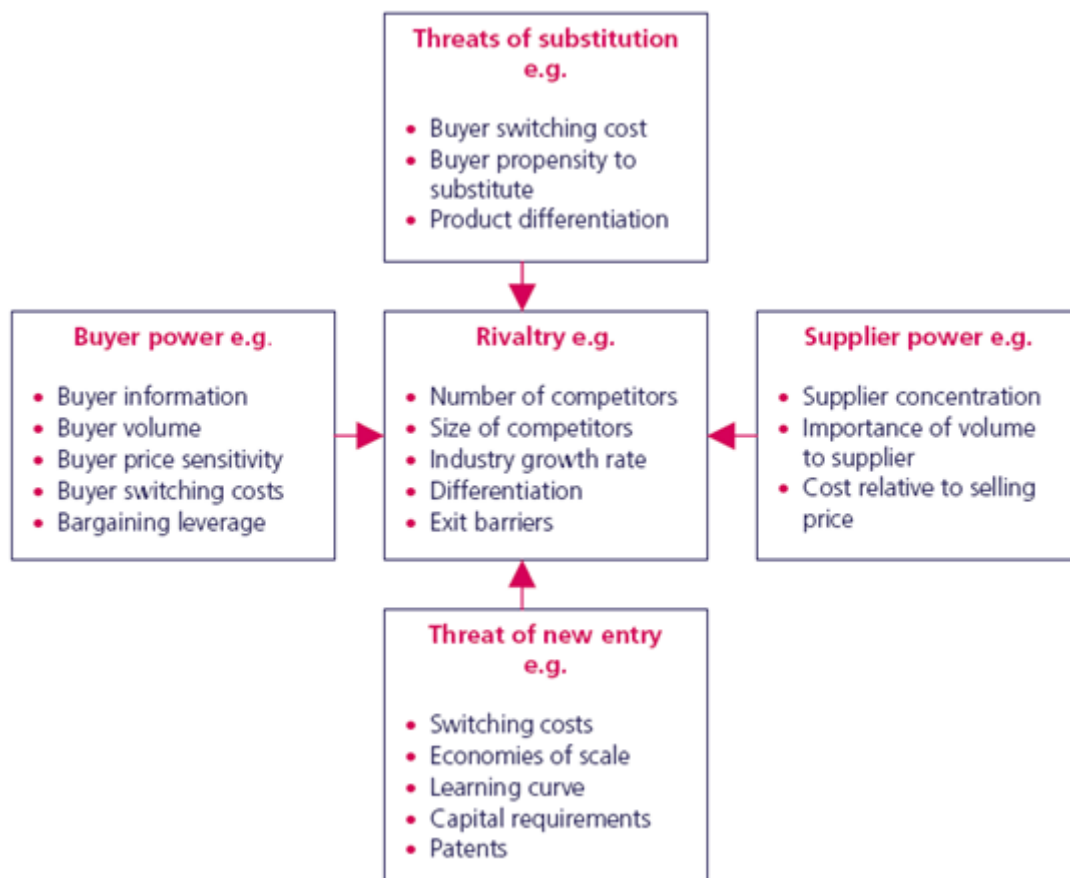 Threats of substitution
e.g.
• Buyer switching cost
• Buyer propensity to
substitute
• Product differentiation
Buyer power e.g.
• Buyer information
• Buyer volume
• Buyer price sensitivity
• Buyer switching costs
• Bargaining leverage
Rivaltry e.g.
• Number of competitors
• Size of competitors
• Industry growth rate
• Differentiation
• Exit barriers
Supplier power e.g.
• Supplier concentration
• Importance of volume
to supplier
• Cost relative to selling
price
Threat of new entry
e.g.
• Switching costs
• Economies of scale
• Learning curve
• Capital requirements
• Patents